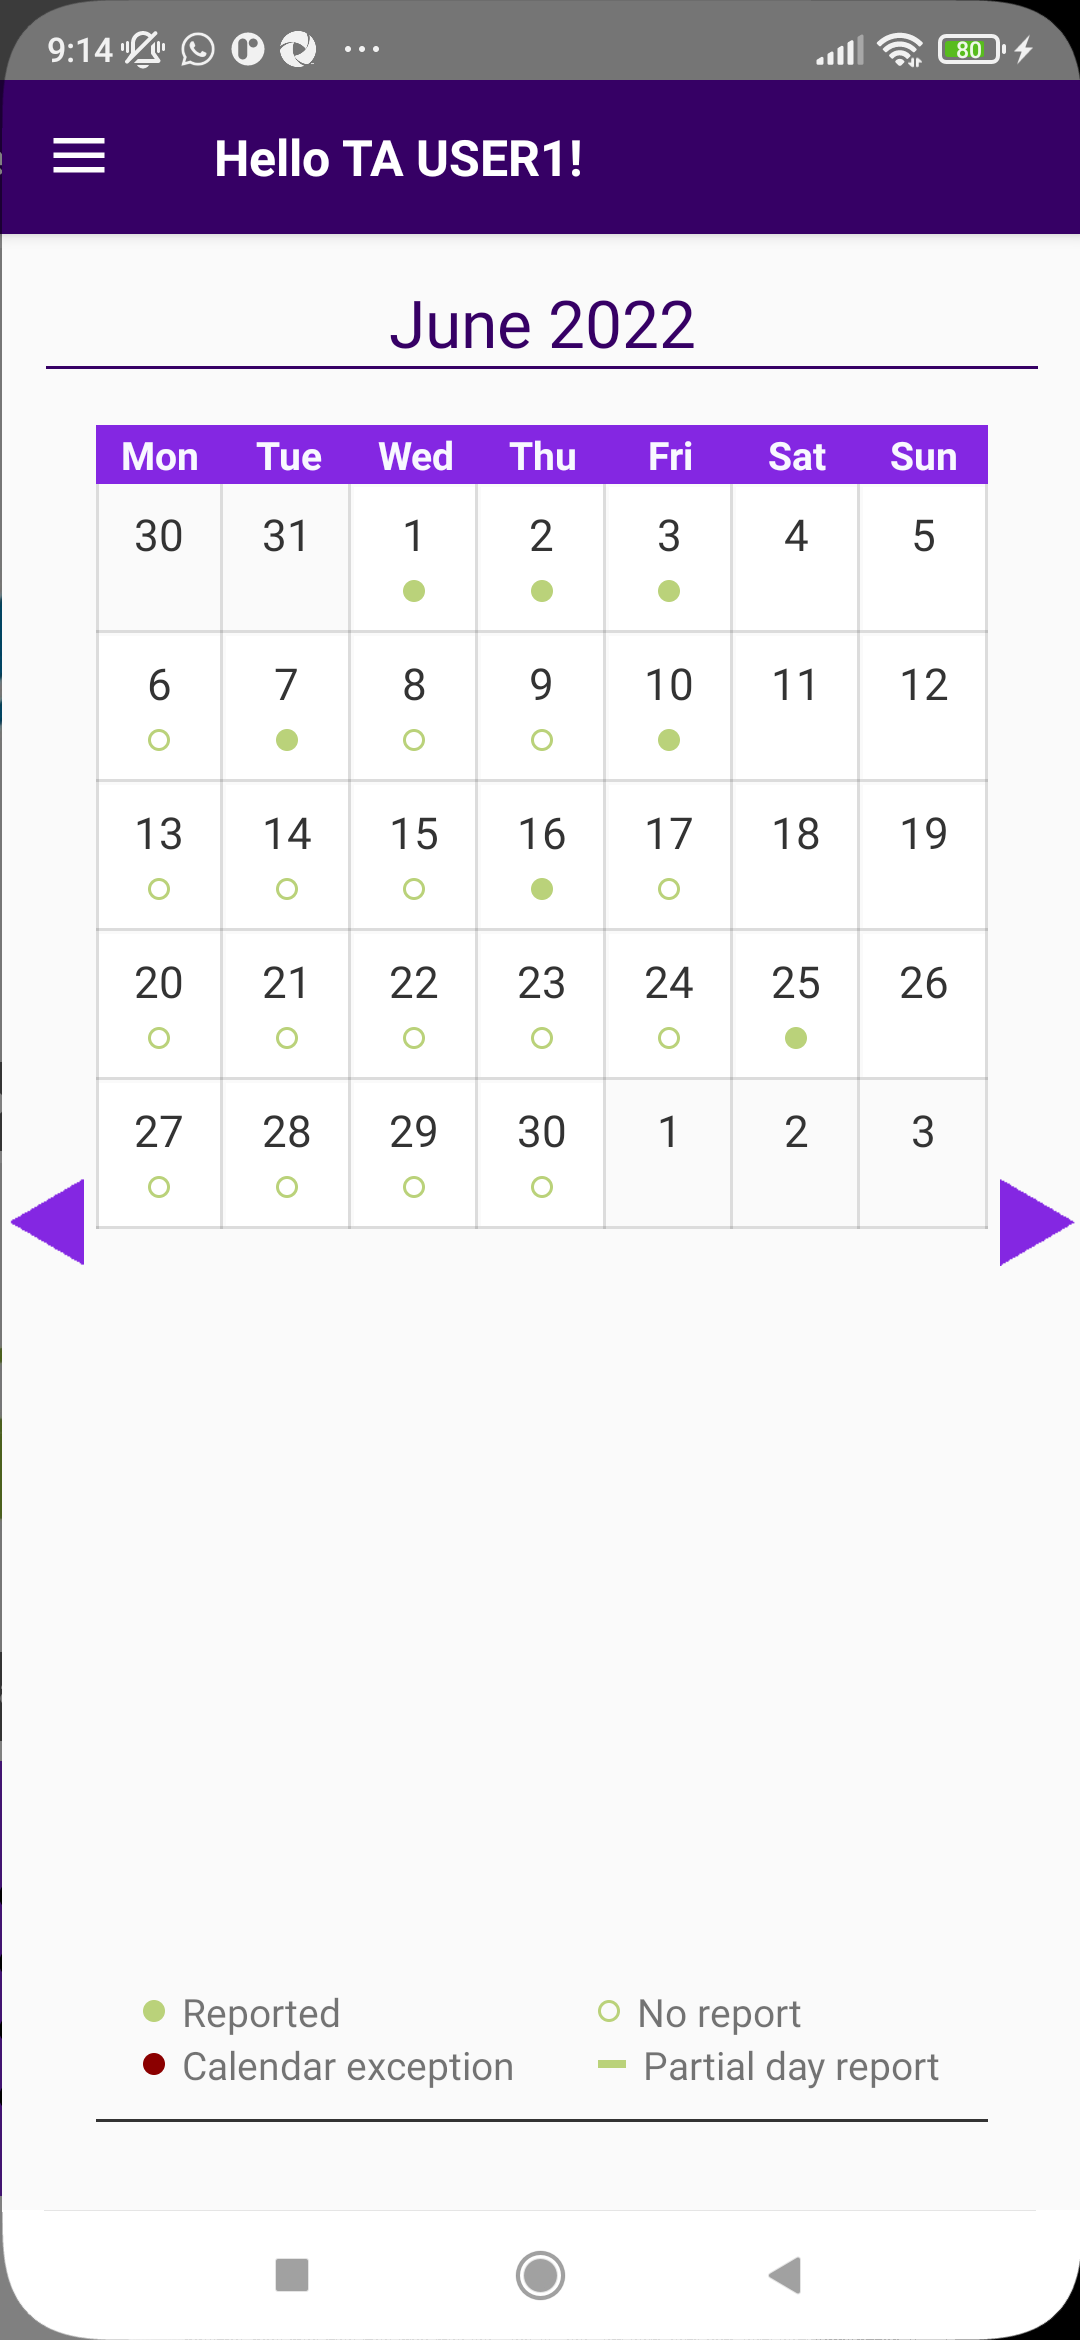 9:14 80
Hello TA USER1!
June 2022
Mon Tue Wed Thu Fri Sat Sun
30 31 1 2 3 4 5
6 7 8 9 10 11 12
13 14 15 16 17 18 19
20 21 22 23 24 25 26
27 28 29 30 1 2 3
Reported No report
Calendar exception Partial day report